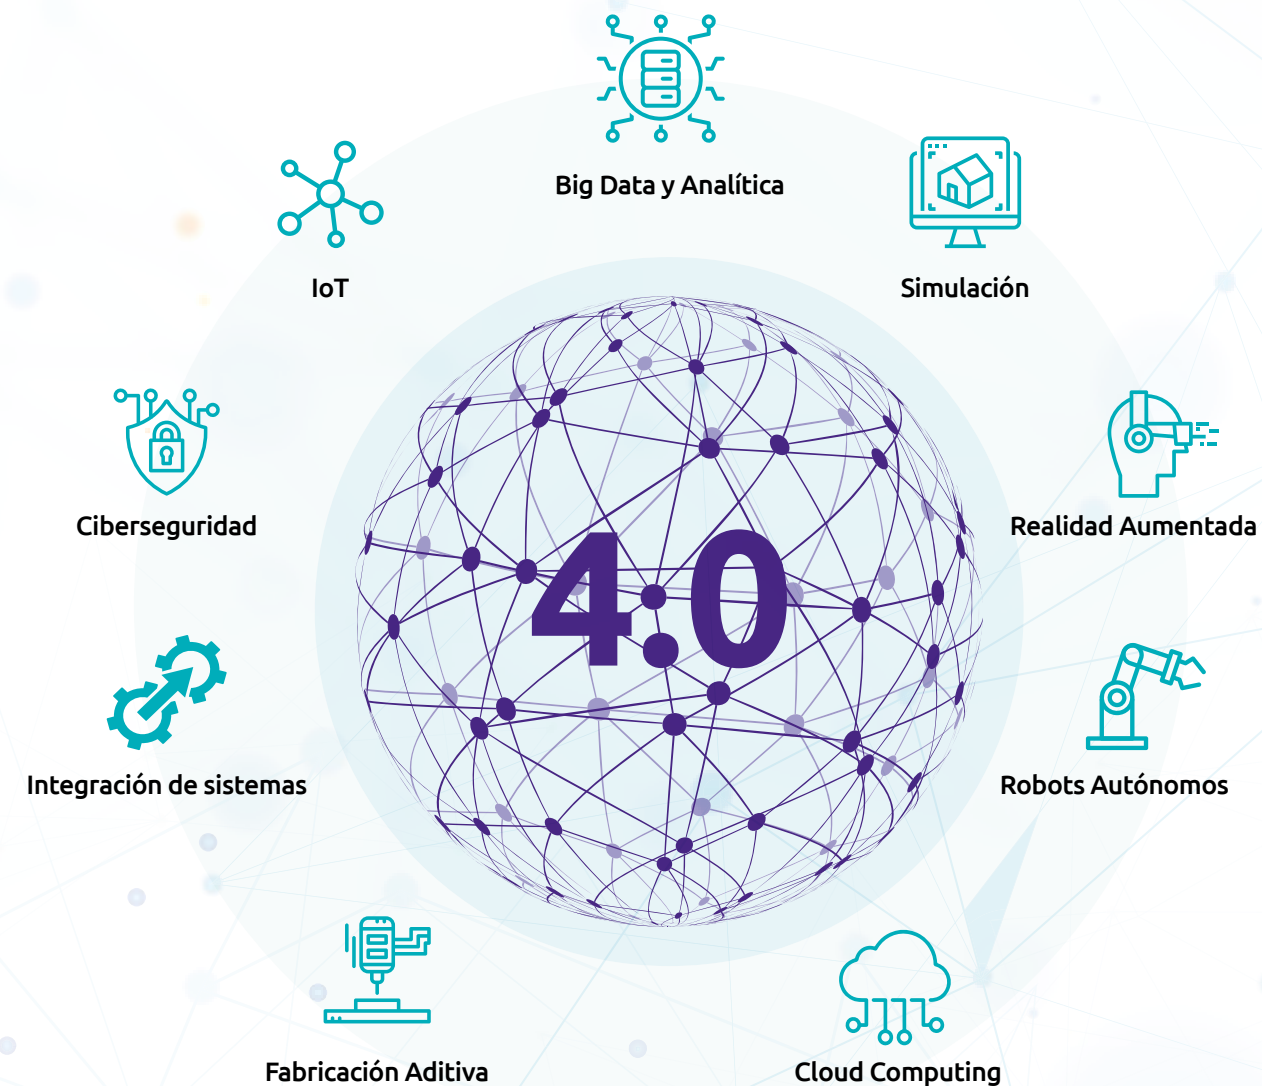 Big Data y Analítica
IoT
Simulación
Ciberseguridad
Realidad Aumentada
4.0
Integración de sistemas
Robots Autónomos
Fabricación Aditiva
Cloud Computing